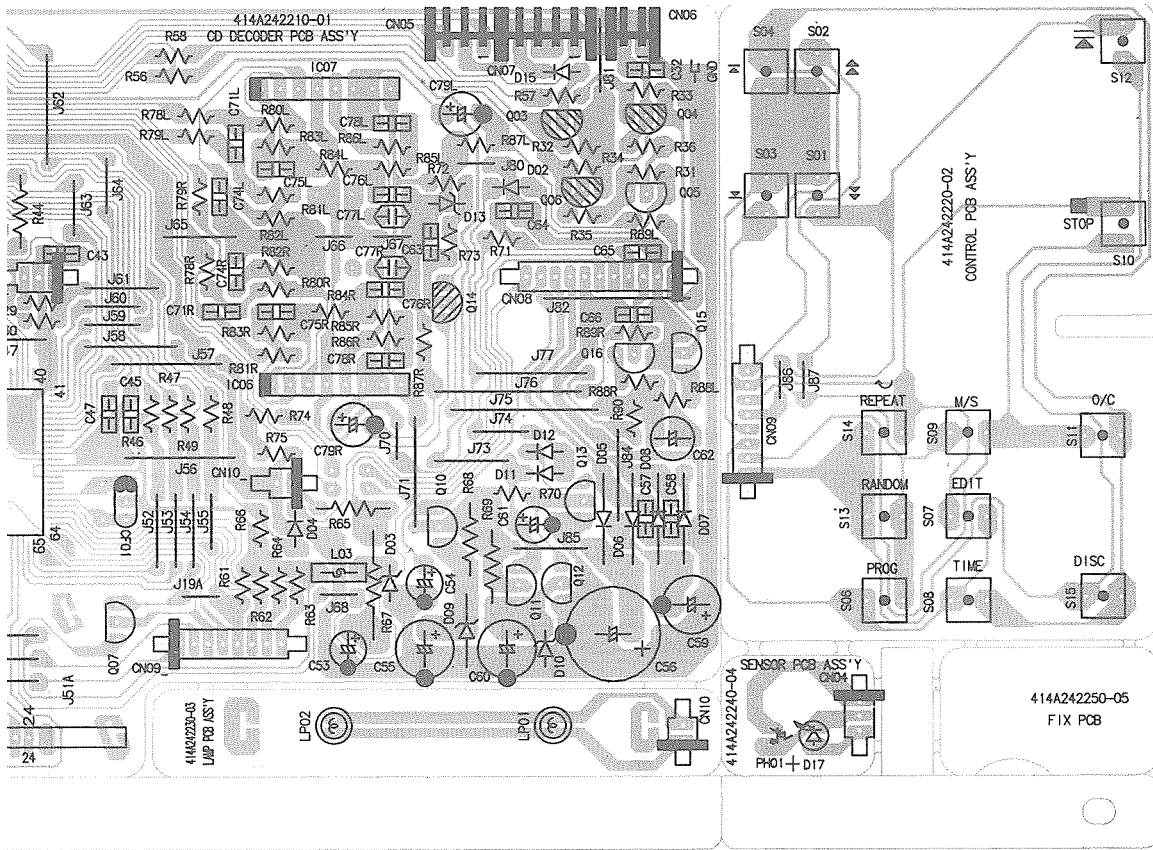 414A242210-01
CD DECODER PCB ASS'Y
CN05
CN06
R58
R56
IC07
CN07
D15
C79L
R57
J81
C32
GND
R33
Q03
Q04
J62
C71L
R78L
R79L
R80L
R83L
C78L
R86L
R84L
R85L
R87L
R32
R34
R36
R31
J80
D02
R72
C75L
C76L
R79R
C74L
R81L
C77L
D13
Q06
Q05
C64
R44
J63
J64
J65
R82L
J66
J67
C63
R73
R71
R35
R69L
C65
C43
R78R
C74R
R82R
C77R
R80R
J61
J60
J59
J58
C71R
R84R
C76R
Q14
CN08
J82
R83R
C75R
R85R
R86R
C78R
C66
R89R
Q15
Q16
J57
R81R
IC06
R87R
J77
J76
J75
J74
R88R
R88L
40
41
C47
C45
R47
R48
R74
R46
R49
R75
J56
C79R
J70
J73
D12
R90
C62
CN10
J71
Q10
R68
D11
R70
Q13
D05
J84
D08
C57
C58
65
64
CF01
J52
J53
J54
J55
R66
R64
D04
R65
D03
R69
C61
J85
D06
D07
J19A
R61
R62
R63
L03
J68
R67
C54
D09
Q11
Q12
Q07
CN09
C53
C55
C60
D10
C56
C59
J51A
24
24
414A242230-03
LAMP PCB ASS'Y
LP02
LP01
CN10
S04
S02
S03
S01
414A242220-02
CONTROL PCB ASS'Y
S12
STOP
S10
J86
J87
CN09
REPEAT
M/S
O/C
S14
S09
S11
RANDOM
EDIT
S13
S07
PROG
TIME
DISC
S06
S08
S15
SENSOR PCB ASS'Y
CN04
414A242240-04
PH01
D17
414A242250-05
FIX PCB